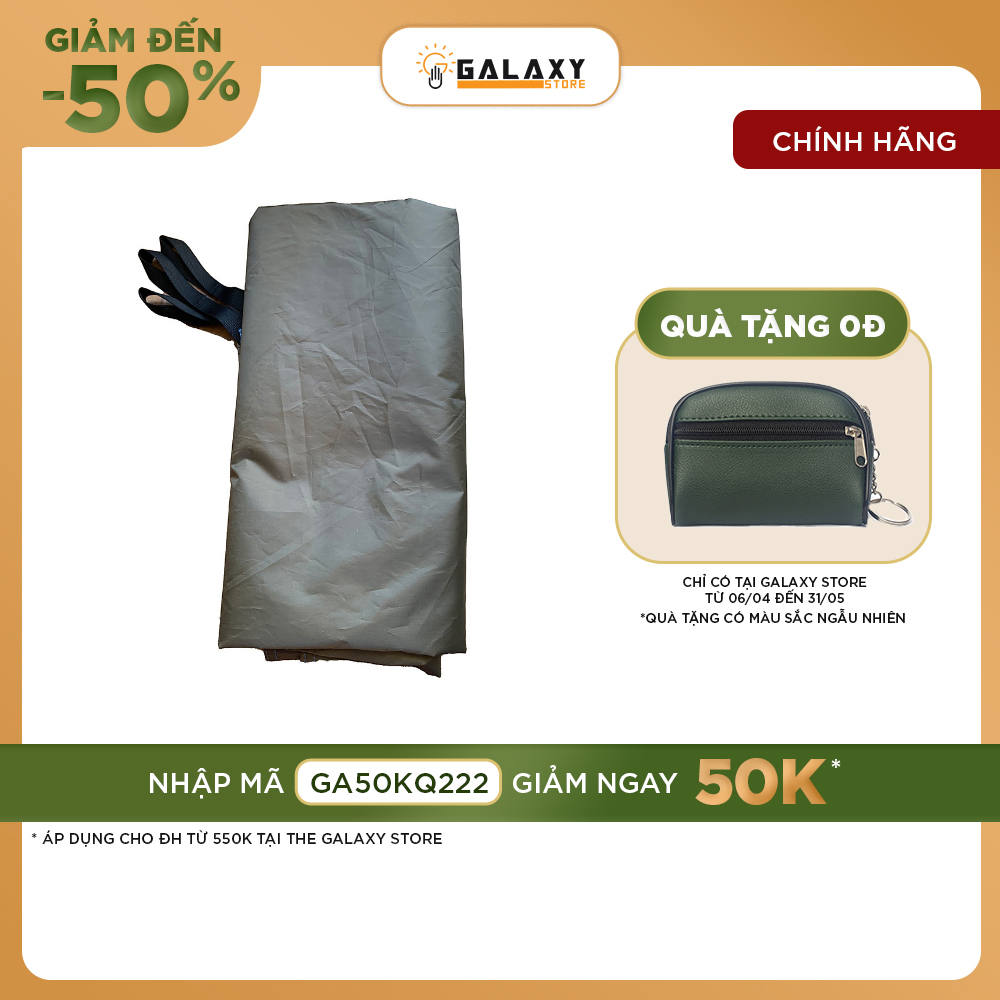 GIẢM ĐẾN
-50%
GALAXY
STORE
CHÍNH HÃNG
QUÀ TẶNG 0Đ
CHỈ CÓ TẠI GALAXY STORE
TỪ 06/04 ĐẾN 31/05
*QUÀ TẶNG CÓ MÀU SẮC NGẪU NHIÊN
NHẬP MÃ GA50KQ222 GIẢM NGAY 50K*
* ÁP DỤNG CHO ĐH TỪ 550K TẠI THE GALAXY STORE